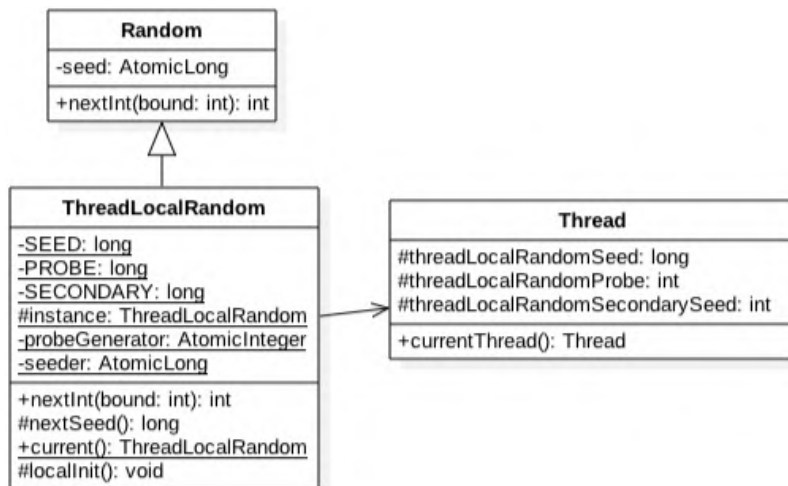 Random
-seed: AtomicLong
+nextInt(bound: int): int
ThreadLocalRandom
-SEED: long
-PROBE: long
-SECONDARY: long
#instance: ThreadLocalRandom
-probeGenerator: AtomicInteger
-seeder: AtomicLong
+nextInt(bound: int): int
#nextSeed(): long
+current(): ThreadLocalRandom
#localInit(): void
Thread
#threadLocalRandomSeed: long
#threadLocalRandomProbe: int
#threadLocalRandomSecondarySeed: int
+currentThread(): Thread